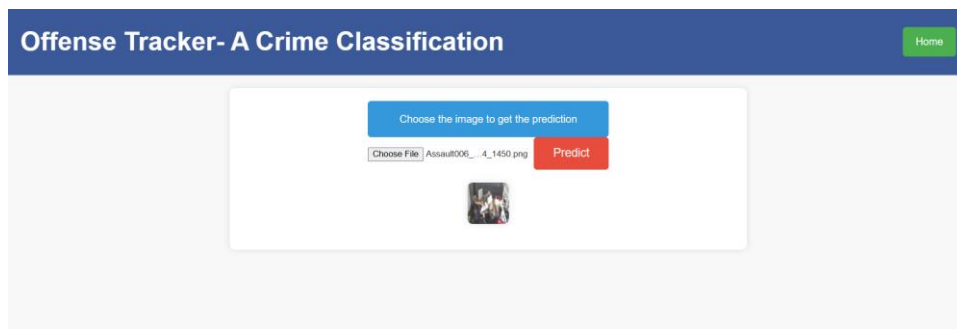 Offense Tracker- A Crime Classification
Home
Choose the image to get the prediction
Choose File Assault006_...4_1450.png Predict